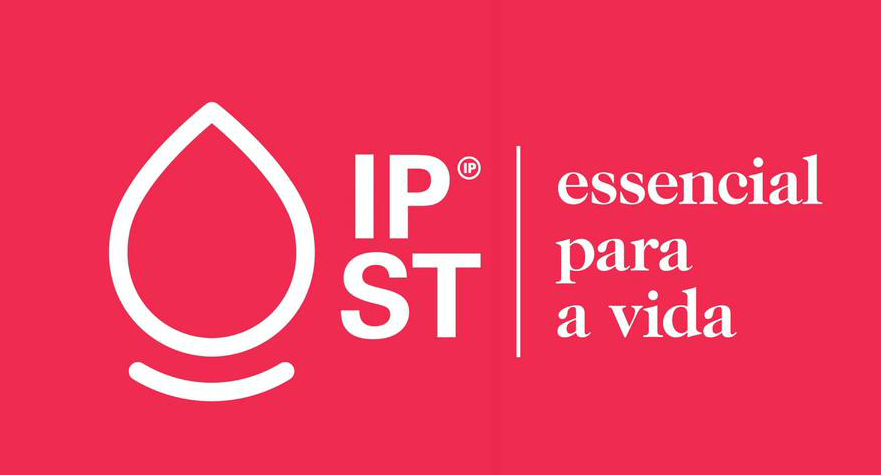 IP IP
ST
essencial
para
a vida